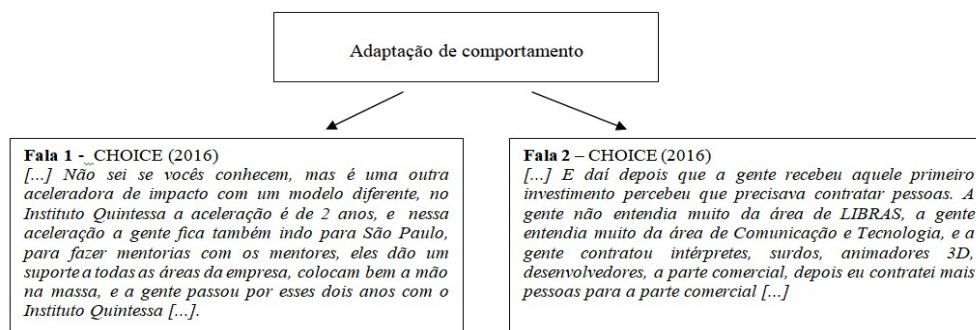 Adaptação de comportamento
Fala 1 - CHOICE (2016)
[...] Não sei se vocês conhecem, mas é uma outra
aceleradora de impacto com um modelo diferente, no
Instituto Quintessa a aceleração é de 2 anos, e nessa
aceleração a gente fica também indo para São Paulo,
para fazer mentorias com os mentores, eles dão um
suporte a todas as áreas da empresa, colocam bem a mão
na massa, e a gente passou por esses dois anos com o
Instituto Quintessa [...].
Fala 2 – CHOICE (2016)
[...] E daí depois que a gente recebeu aquele primeiro
investimento percebeu que precisava contratar pessoas. A
gente não entendia muito da área de LIBRAS, a gente
entendia muito da área de Comunicação e Tecnologia, e a
gente contratou intérpretes, surdos, animadores 3D,
desenvolvedores, a parte comercial, depois eu contratei mais
pessoas para a parte comercial [...]